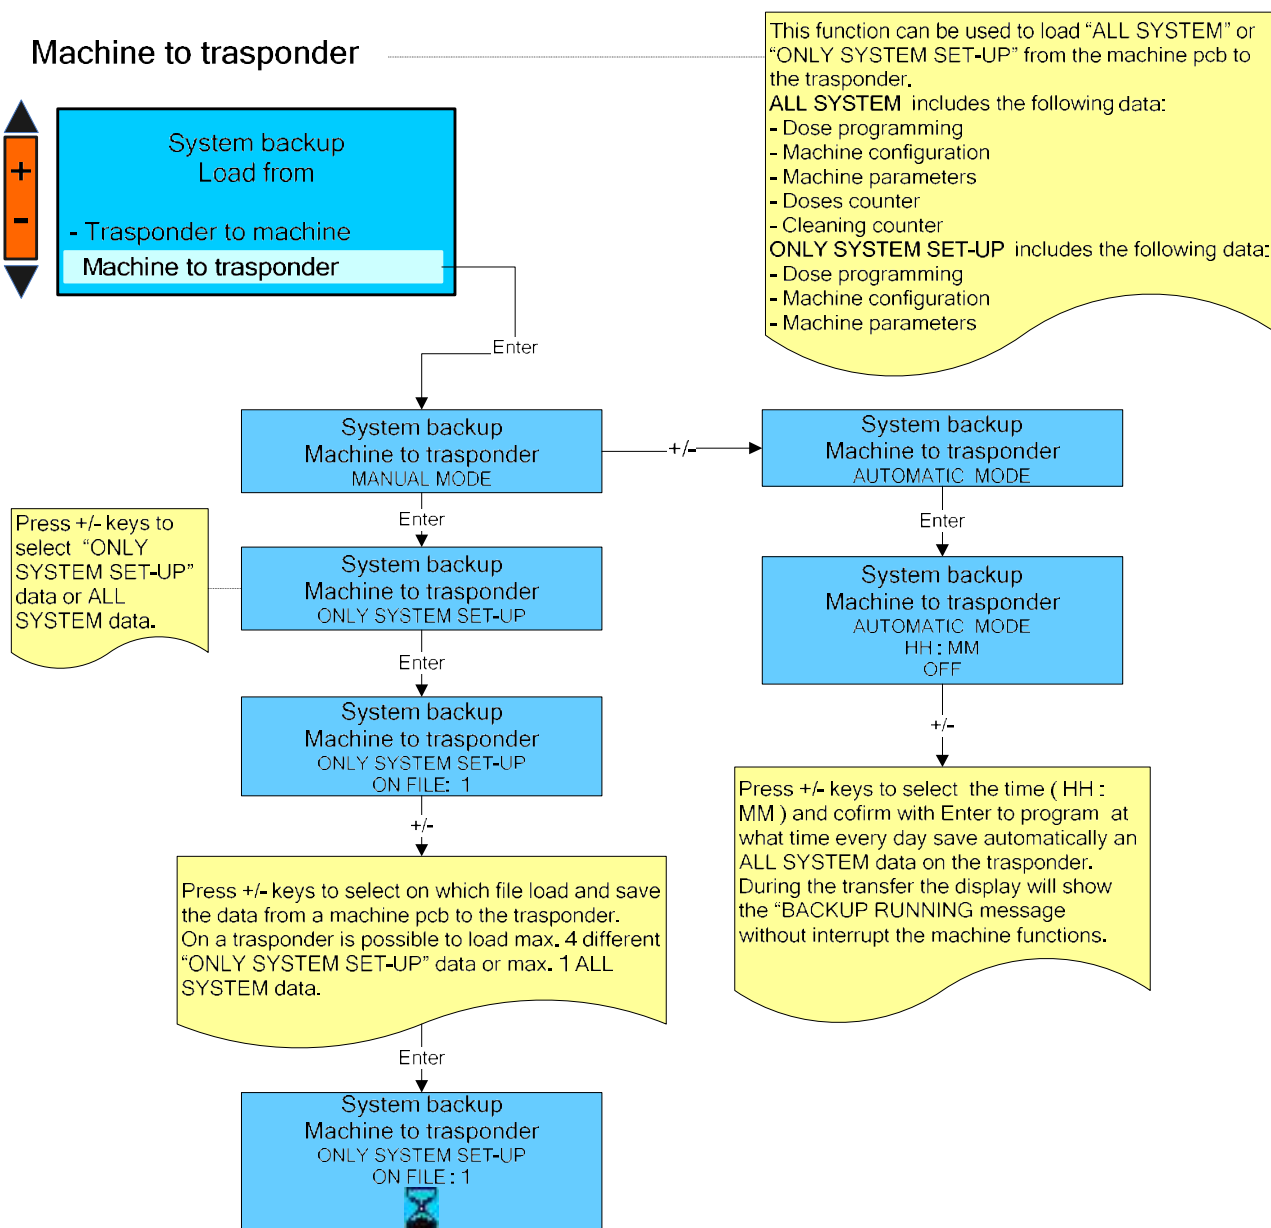 Machine to trasponder
This function can be used to load “ALL SYSTEM” or
“ONLY SYSTEM SET-UP” from the machine pcb to
the trasponder.
ALL SYSTEM includes the following data:
- Dose programming
- Machine configuration
- Machine parameters
- Doses counter
- Cleaning counter
ONLY SYSTEM SET-UP includes the following data:
- Dose programming
- Machine configuration
- Machine parameters
+
-
System backup
Load from
- Trasponder to machine
Machine to trasponder
Enter
System backup
Machine to trasponder
MANUAL MODE
+/-
System backup
Machine to trasponder
AUTOMATIC MODE
Enter
Enter
Press +/- keys to
select “ONLY
SYSTEM SET-UP”
data or ALL
SYSTEM data.
System backup
Machine to trasponder
ONLY SYSTEM SET-UP
System backup
Machine to trasponder
AUTOMATIC MODE
HH : MM
OFF
Enter
System backup
Machine to trasponder
ONLY SYSTEM SET-UP
ON FILE: 1
+/-
+/-
Press +/- keys to select the time ( HH :
MM ) and cofirm with Enter to program at
what time every day save automatically an
ALL SYSTEM data on the trasponder.
During the transfer the display will show
the “BACKUP RUNNING message
without interrupt the machine functions.
Press +/- keys to select on which file load and save
the data from a machine pcb to the trasponder.
On a trasponder is possible to load max. 4 different
“ONLY SYSTEM SET-UP” data or max. 1 ALL
SYSTEM data.
Enter
System backup
Machine to trasponder
ONLY SYSTEM SET-UP
ON FILE : 1